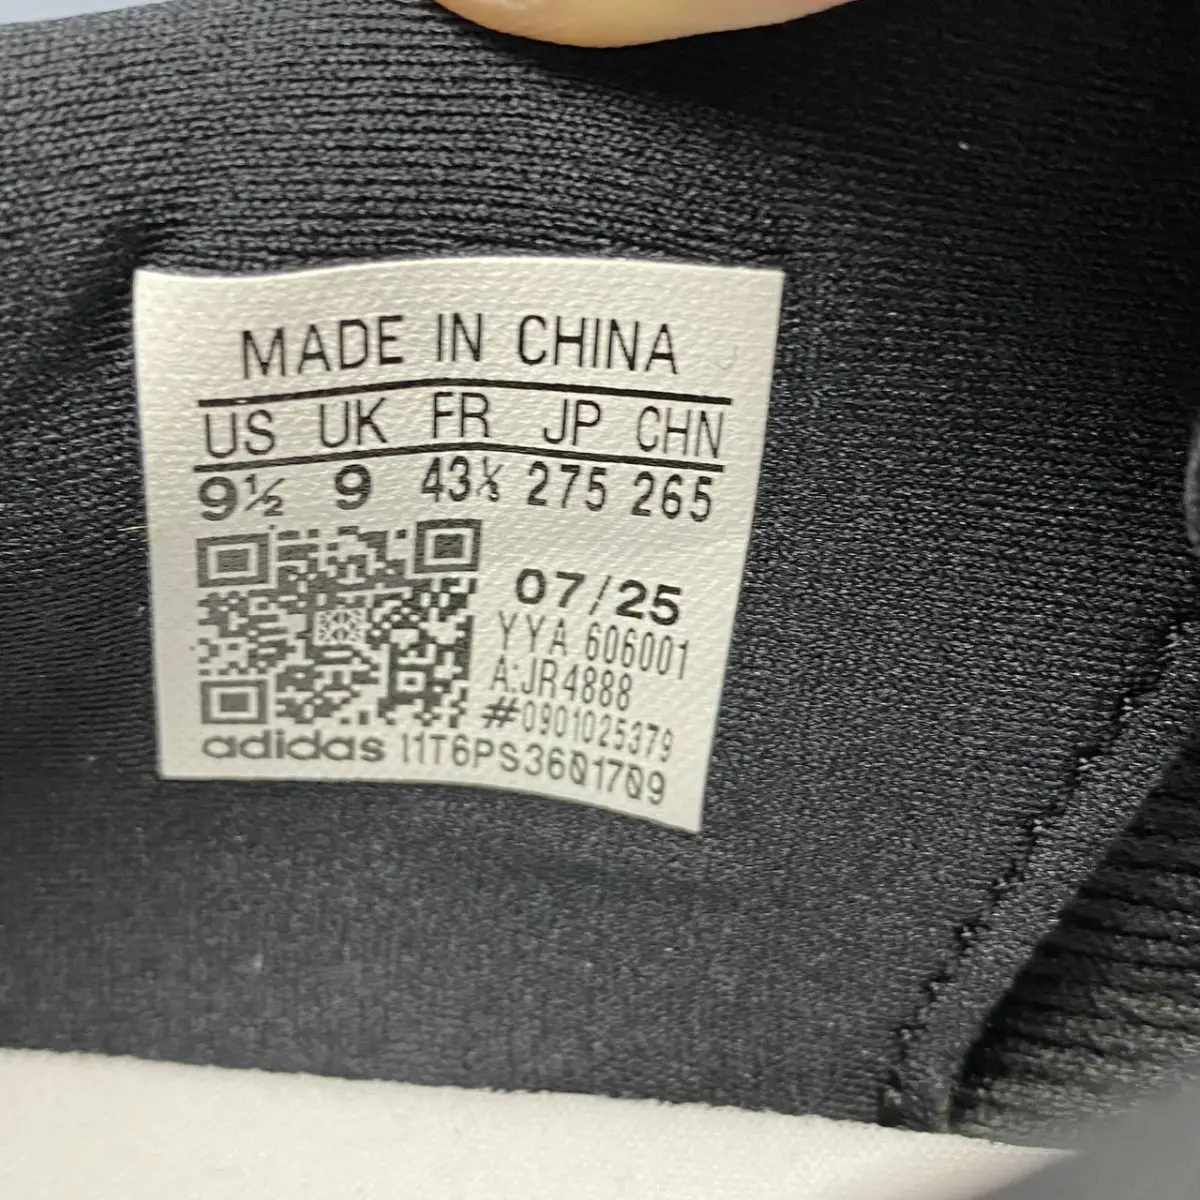 MADE IN CHINA
US UK FR JP CHN
9½ 9 43⅓ 275 265
07/25
YYA 606001
A:JR4888
#0901025379
adidas 11T6PS3601709